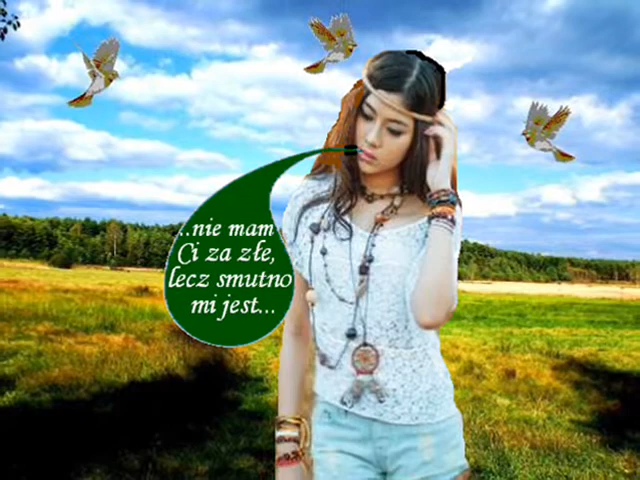 ...nie mam
Ci za złe,
lecz smutno
mi jest...